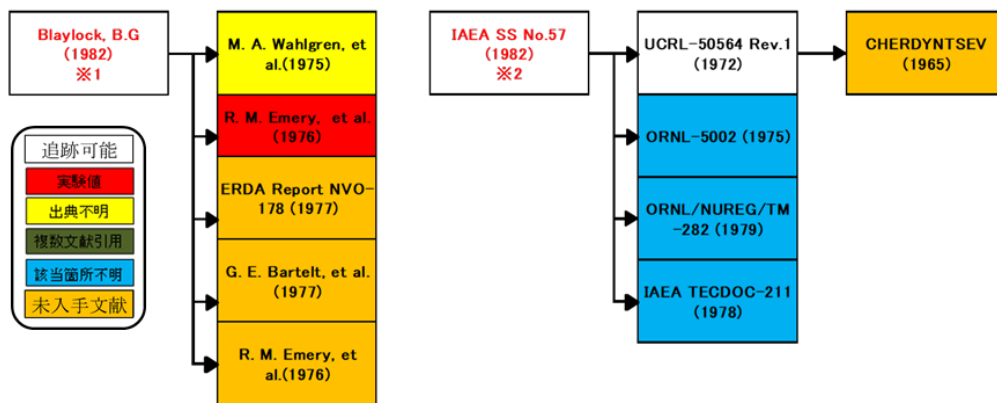 Blaylock, B.G
(1982)
※1
M. A. Wahlgren, et
al.(1975)
R. M. Emery, et al.
(1976)
ERDA Report NVO-
178 (1977)
G. E. Bartelt, et al.
(1977)
R. M. Emery, et
al.(1976)
追跡可能
実験値
出典不明
複数文献引用
該当箇所不明
未入手文献
IAEA SS No.57
(1982)
※2
UCRL-50564 Rev.1
(1972)
ORNL-5002 (1975)
ORNL/NUREG/TM
-282 (1979)
IAEA TECDOC-211
(1978)
CHERDYNTSEV
(1965)